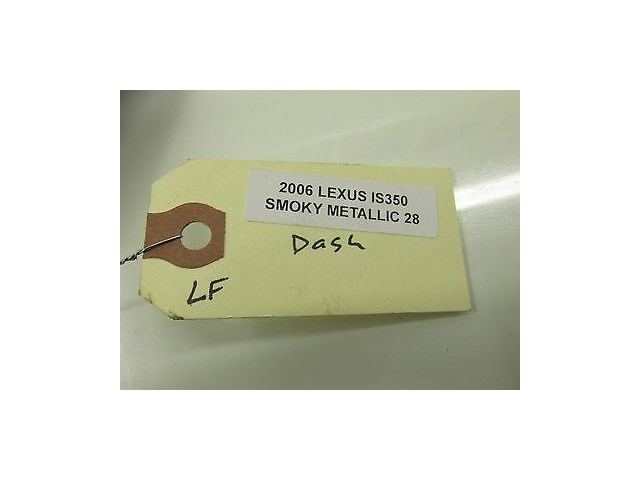 2006 LEXUS IS350
SMOKY METALLIC 28
Dash
LF